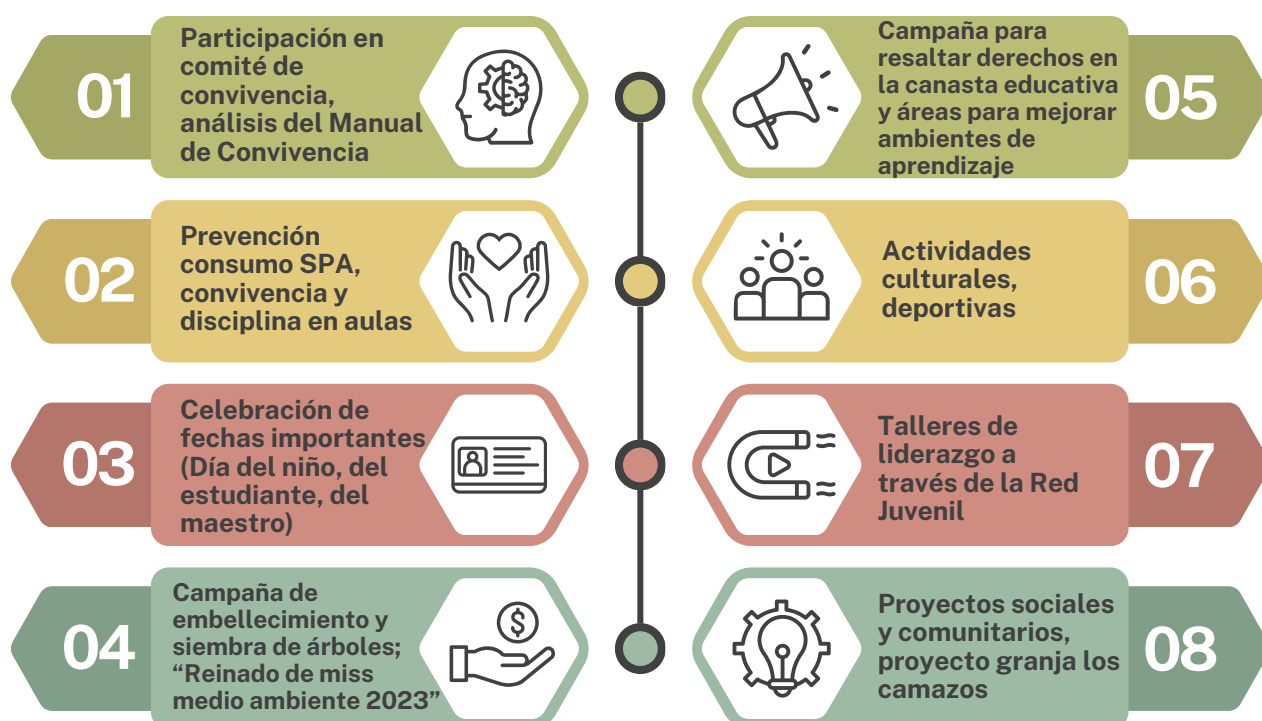 01
Participación en
comité de
convivencia,
análisis del Manual
de Convivencia
02
Prevención
consumo SPA,
convivencia y
disciplina en aulas
03
Celebración de
fechas importantes
(Día del niño, del
estudiante, del
maestro)
04
Campaña de
embellecimiento y
siembra de árboles;
“Reinado de miss
medio ambiente 2023”
$
Campaña para
resaltar derechos en
la canasta educativa
y áreas para mejorar
ambientes de
aprendizaje
05
Actividades
culturales,
deportivas
06
Talleres de
liderazgo a
través de la Red
Juvenil
07
Proyectos sociales
y comunitarios,
proyecto granja los
camazos
08